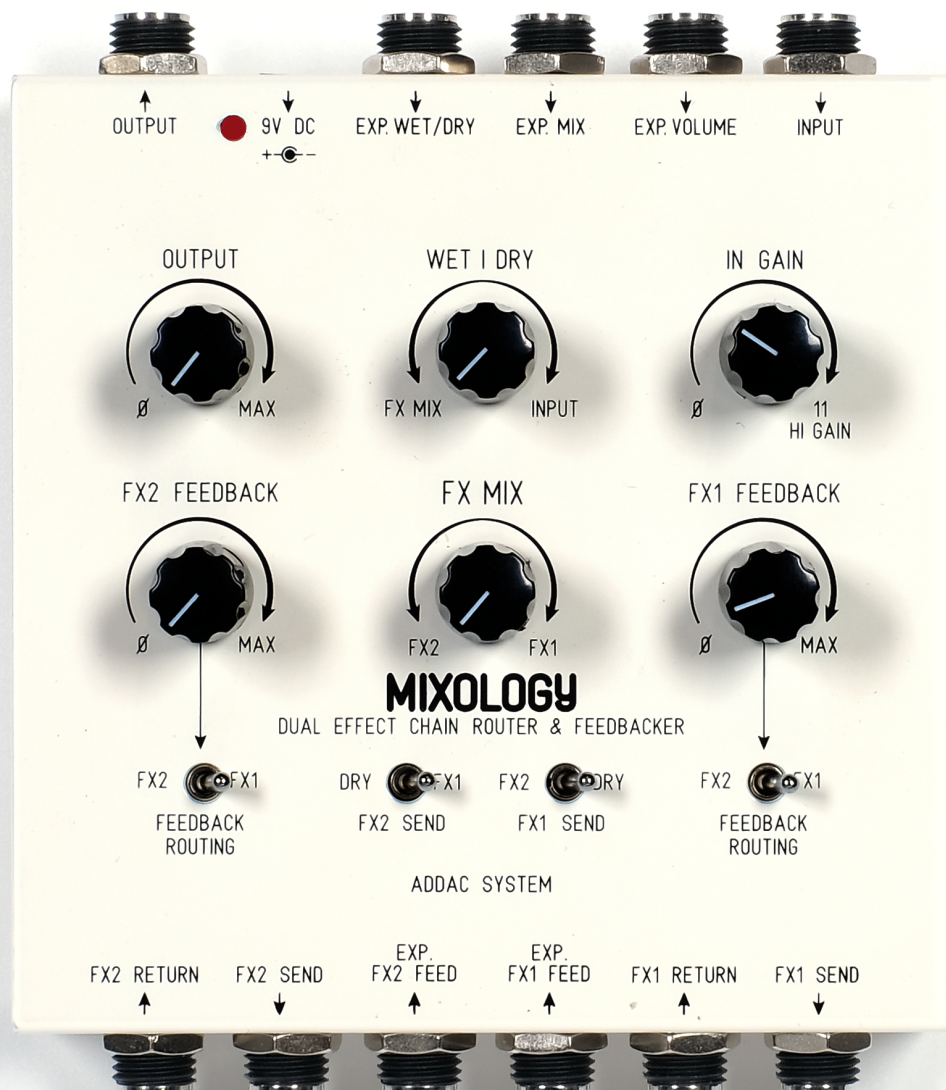 OUTPUT
9V DC
EXP. WET/DRY
EXP. MIX
EXP. VOLUME
INPUT
+ -
OUTPUT
WET | DRY
IN GAIN
Ø
MAX
FX MIX
INPUT
Ø
11
HI GAIN
FX2 FEEDBACK
FX MIX
FX1 FEEDBACK
Ø
MAX
FX2
FX1
Ø
MAX
MIXOLOGY
DUAL EFFECT CHAIN ROUTER & FEEDBACKER
FX2
FX1
FEEDBACK
ROUTING
DRY
FX1
FX2 SEND
FX2
DRY
FX1 SEND
FX2
FX1
FEEDBACK
ROUTING
ADDAC SYSTEM
FX2 RETURN
FX2 SEND
EXP.
FX2 FEED
EXP.
FX1 FEED
FX1 RETURN
FX1 SEND